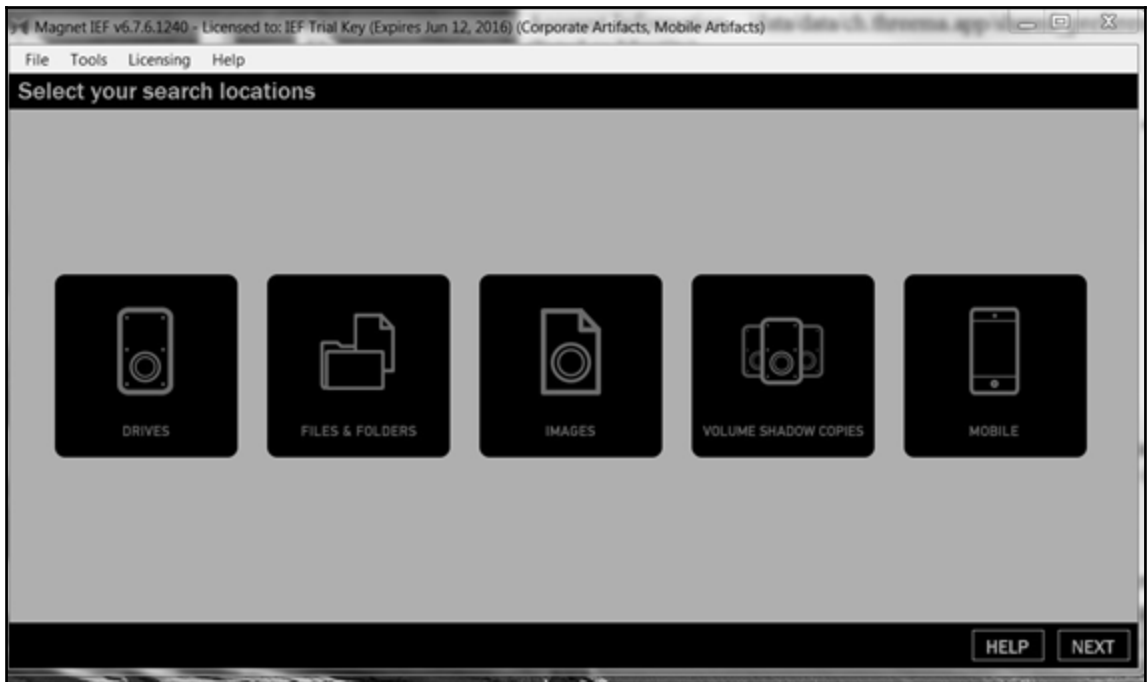 Magnet IEF v6.7.6.1240 - Licensed to: IEF Trial Key (Expires Jun 12, 2016) (Corporate Artifacts, Mobile Artifacts)
File Tools Licensing Help
Select your search locations
DRIVES FILES & FOLDERS IMAGES VOLUME SHADOW COPIES MOBILE
HELP NEXT